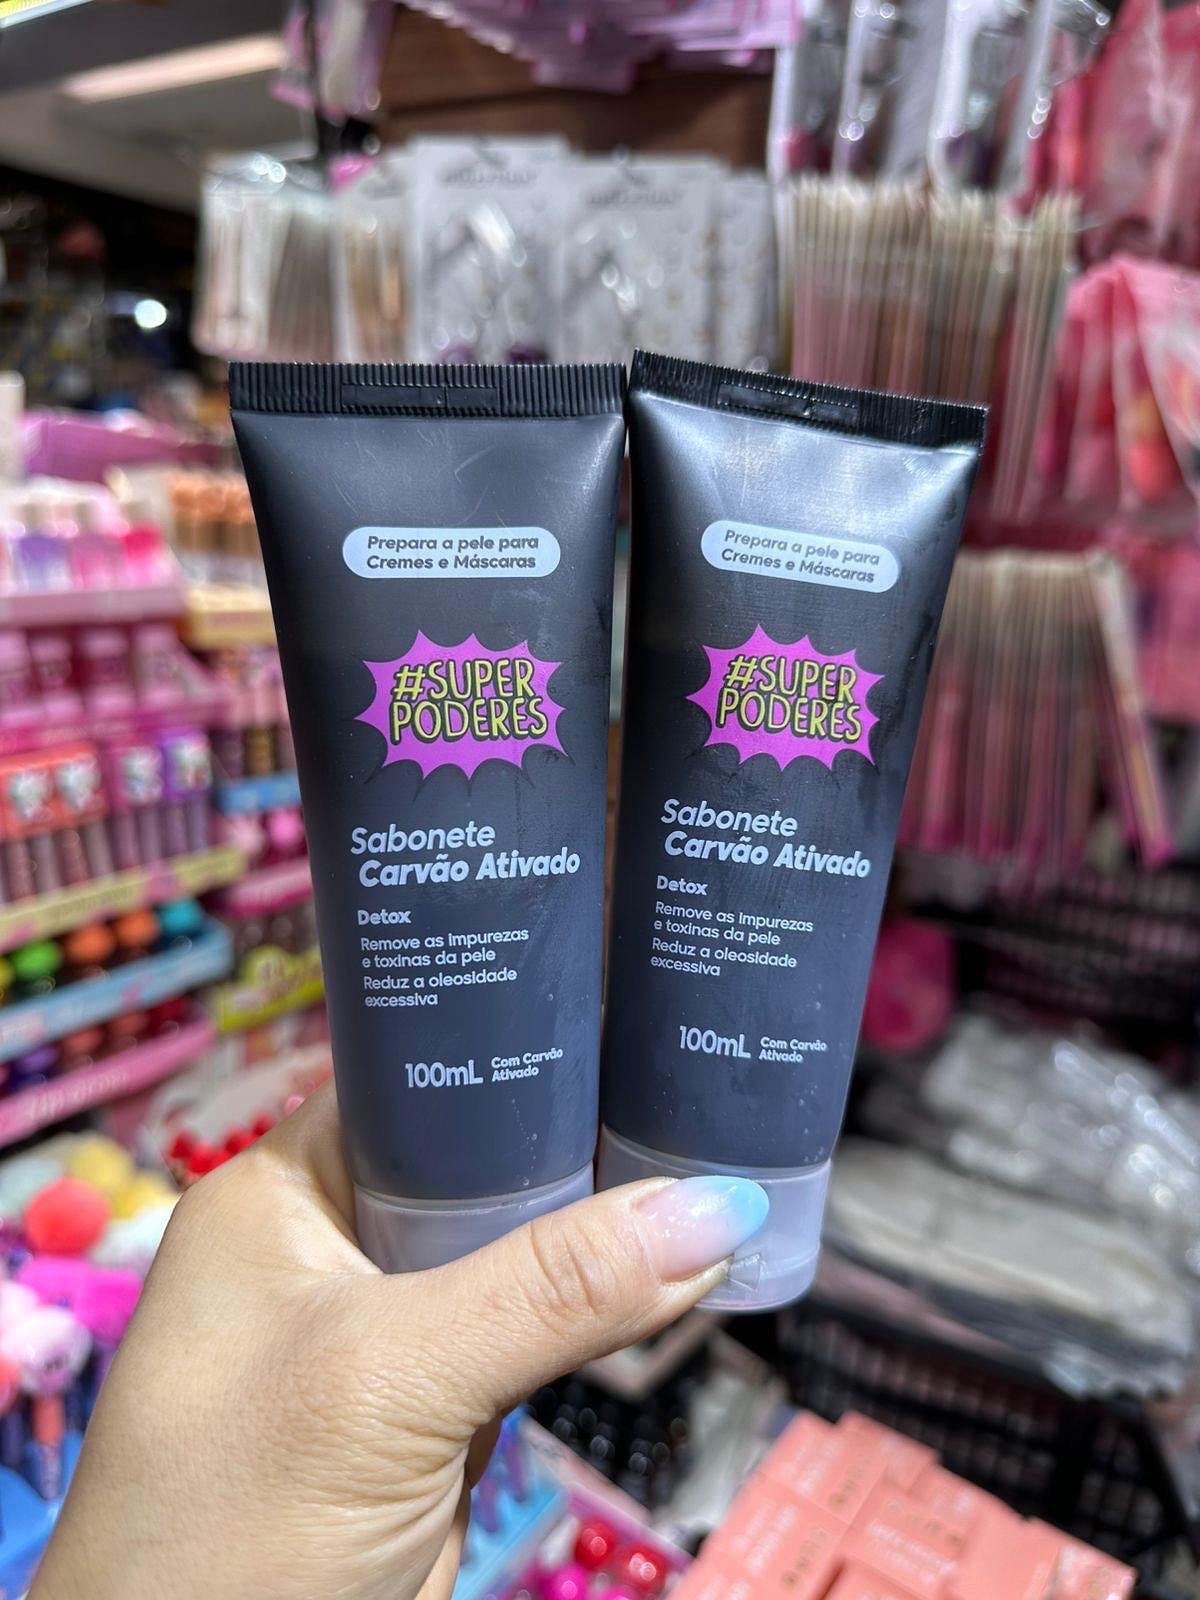 Prepara a pele para
Cremes e Máscaras
#SUPER
PODERES
Sabonete
Carvão Ativado
Detox
Remove as Impurezas
e toxinas da pele
Reduz a oleosidade
excessiva
100mL Com Carvão
Ativado
Prepara a pele para
Cremes e Máscaras
#SUPER
PODERES
Sabonete
Carvão Ativado
Detox
Remove as Impurezas
e toxinas da pele
Reduz a oleosidade
excessiva
100mL Com Carvão
Ativado